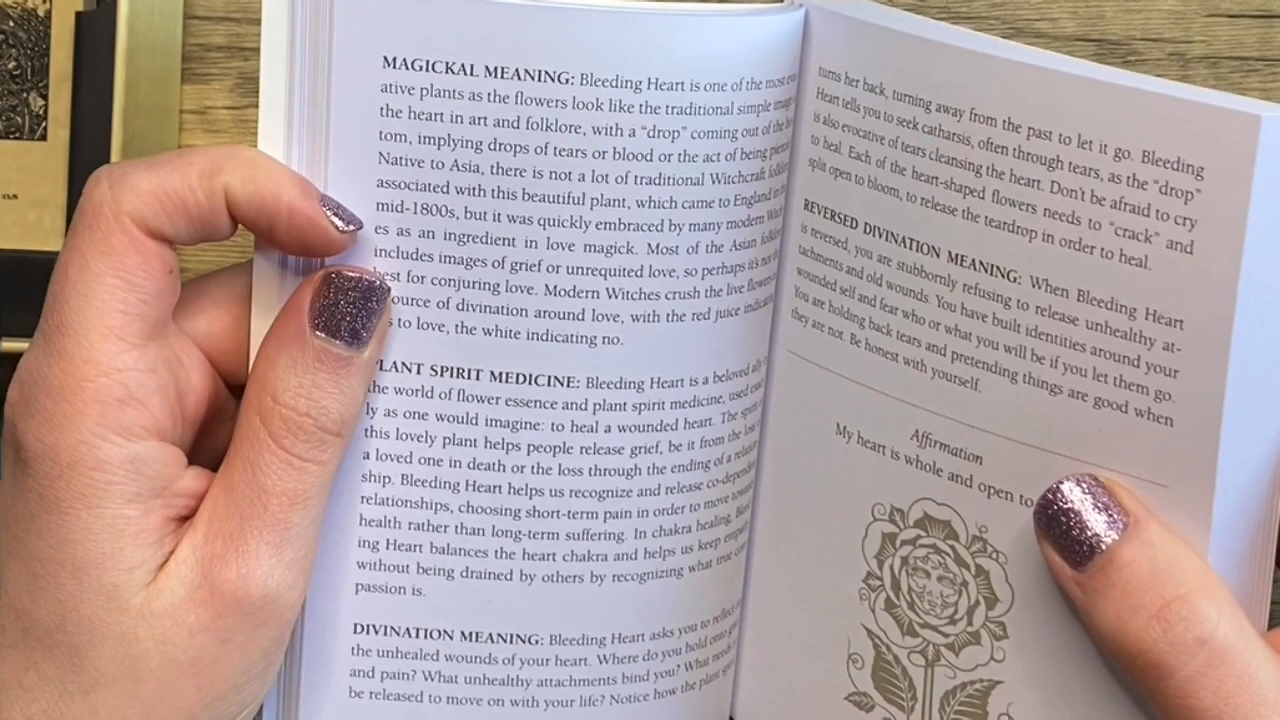 MAGICKAL MEANING: Bleeding Heart is one of the most
ative plants as the flowers look like the traditional simple
the heart in art and folklore, with a “drop” coming out of the
tom, implying drops of tears or blood or the act of being
Native to Asia, there is not a lot of traditional Witchcraft
associated with this beautiful plant, which came to England in
mid-1800s, but it was quickly embraced by many modern
es as an ingredient in love magick. Most of the Asian
includes images of grief or unrequited love, so perhaps it’s not
best for conjuring love. Modern Witches crush the live
ource of divination around love, with the red juice
to love, the white indicating no.
PLANT SPIRIT MEDICINE: Bleeding Heart is a beloved ally
the world of flower essence and plant spirit medicine, used
ly as one would imagine: to heal a wounded heart. The
this lovely plant helps people release grief, be it from the loss
a loved one in death or the loss through the ending of a
ship. Bleeding Heart helps us recognize and release
relationships, choosing short-term pain in order to move
health rather than long-term suffering. In chakra healing,
ing Heart balances the heart chakra and helps us keep
without being drained by others by recognizing what true
passion is.
DIVINATION MEANING: Bleeding Heart asks you to reflect
the unhealed wounds of your heart. Where do you hold onto
and pain? What unhealthy attachments bind you? What
be released to move on with your life? Notice how the plant
turns her back, turning away from the past to let it go. Bleeding
Heart tells you to seek catharsis, often through tears, as the “drop”
is also evocative of tears cleansing the heart. Don’t be afraid to cry
to heal. Each of the heart-shaped flowers needs to “crack” and
split open to bloom, to release the teardrop in order to heal.
REVERSED DIVINATION MEANING: When Bleeding Heart
is reversed, you are stubbornly refusing to release unhealthy at-
tachments and old wounds. You have built identities around your
wounded self and fear who or what you will be if you let them go.
You are holding back tears and pretending things are good when
they are not. Be honest with yourself.
Affirmation
My heart is whole and open to